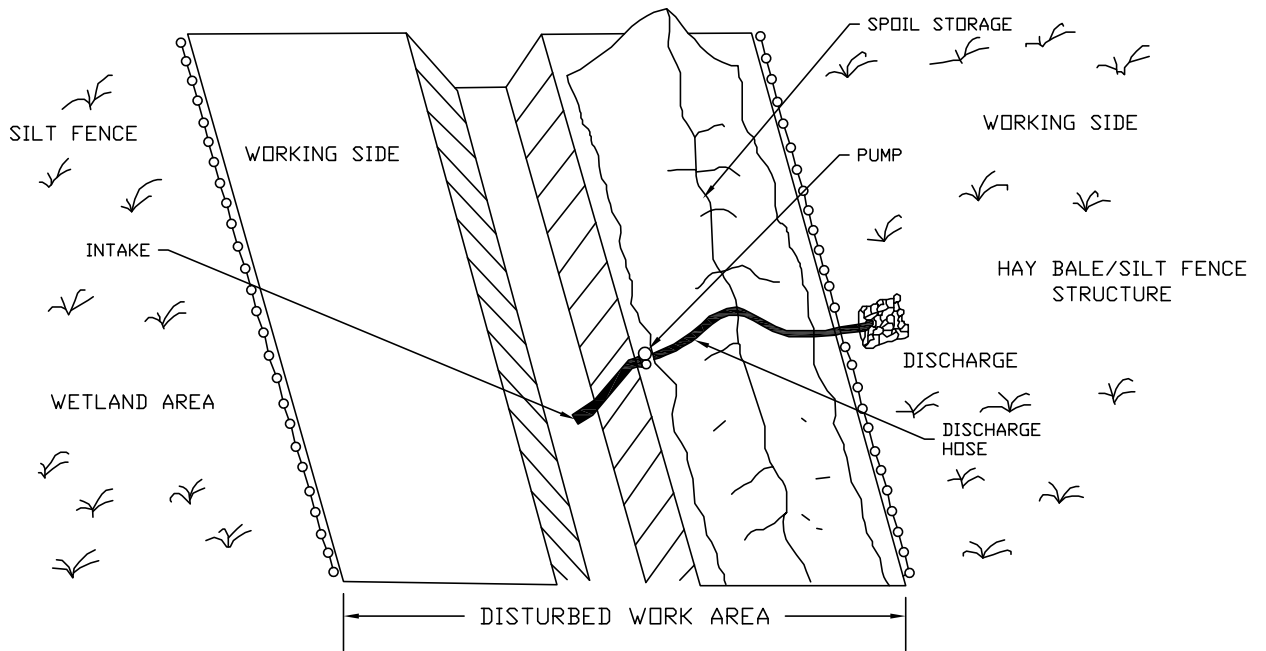 SPOIL STORAGE
SILT FENCE
WORKING SIDE
WORKING SIDE
PUMP
INTAKE
HAY BALE/SILT FENCE
STRUCTURE
DISCHARGE
WETLAND AREA
DISCHARGE
HOSE
DISTURBED WORK AREA